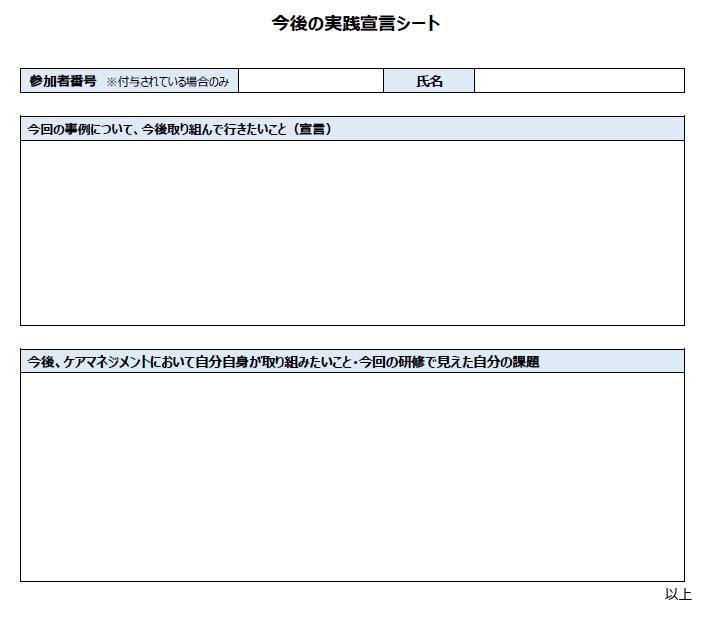 今後の実践宣言シート
参加者番号 ※付与されている場合のみ 氏名
今回の事例について、今後取り組んで行きたいこと（宣言）
今後、ケアマネジメントにおいて自分自身が取り組みたいこと・今回の研修で見えた自分の課題
以上